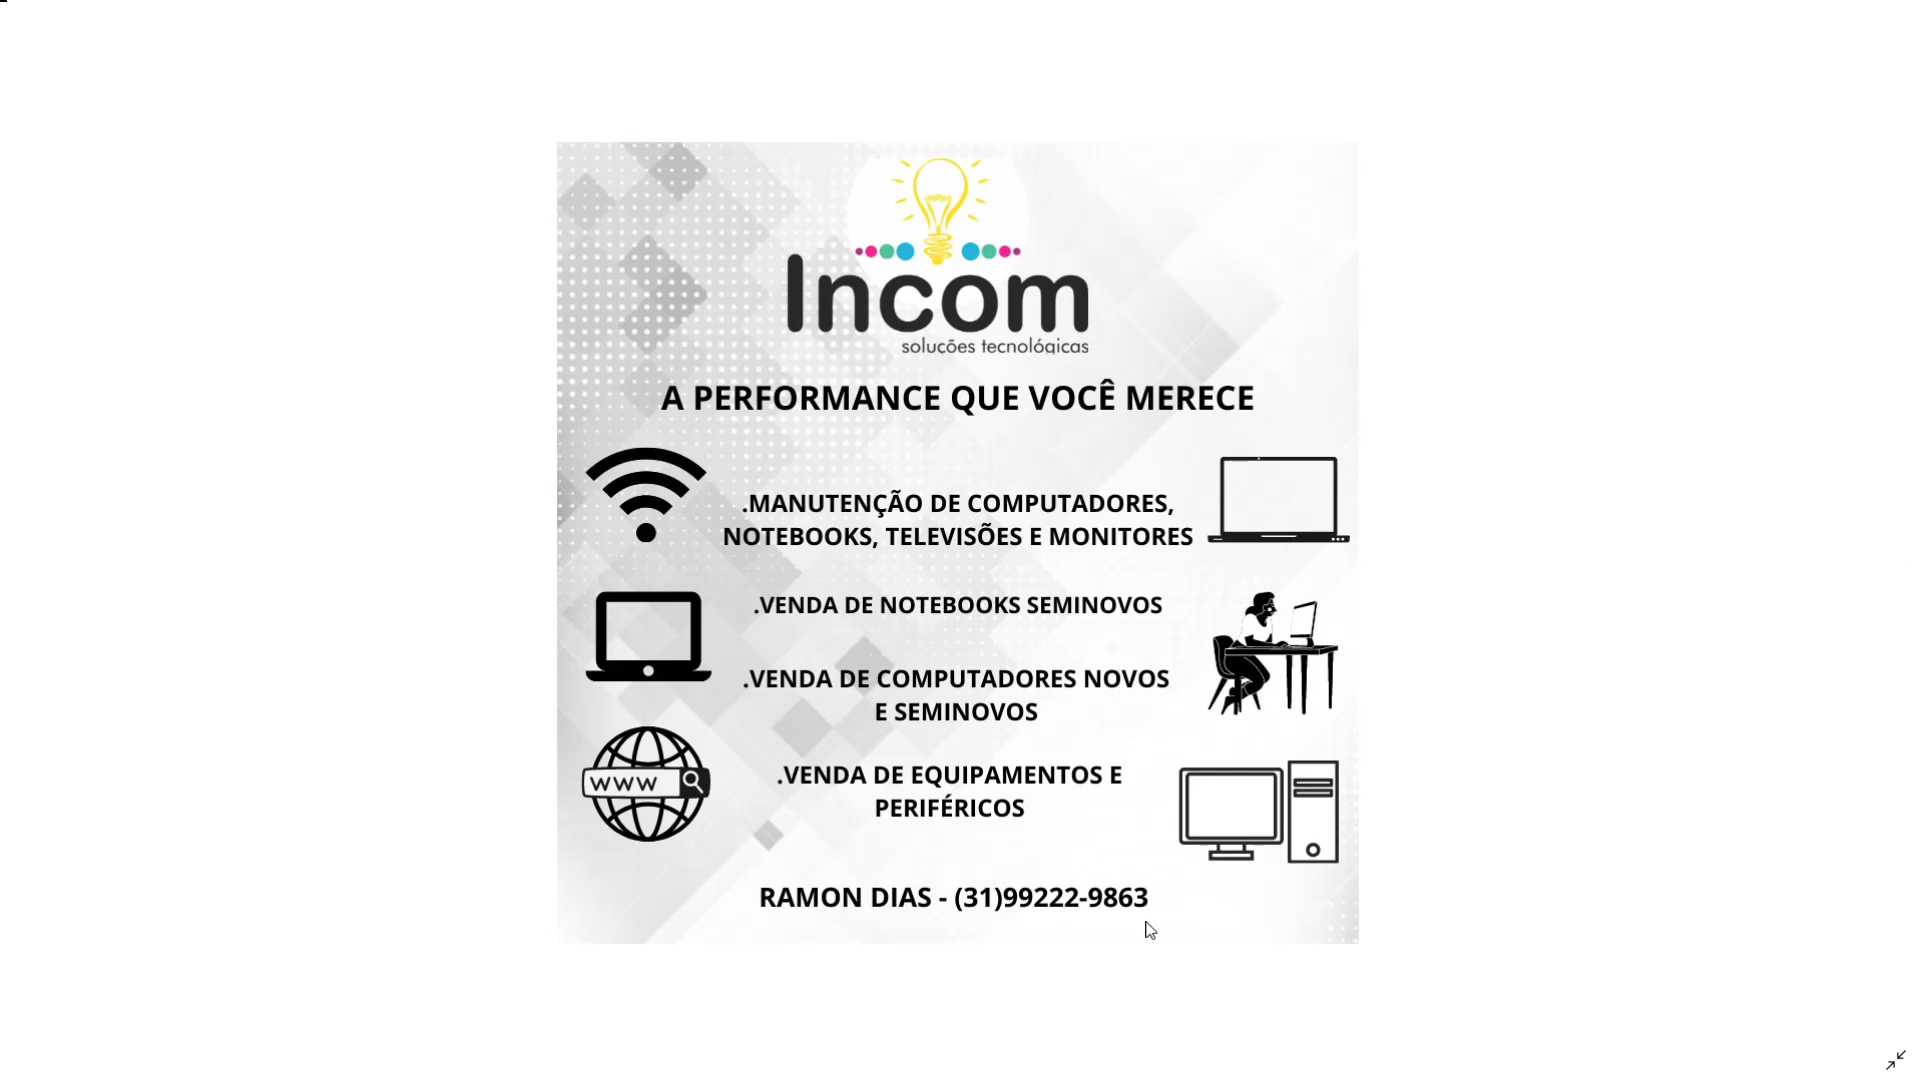 Incom
soluções tecnológicas
A PERFORMANCE QUE VOCÊ MERECE
.MANUTENÇÃO DE COMPUTADORES,
NOTEBOOKS, TELEVISÕES E MONITORES
.VENDA DE NOTEBOOKS SEMINOVOS
.VENDA DE COMPUTADORES NOVOS
E SEMINOVOS
WWW
.VENDA DE EQUIPAMENTOS E
PERIFÉRICOS
RAMON DIAS - (31)99222-9863